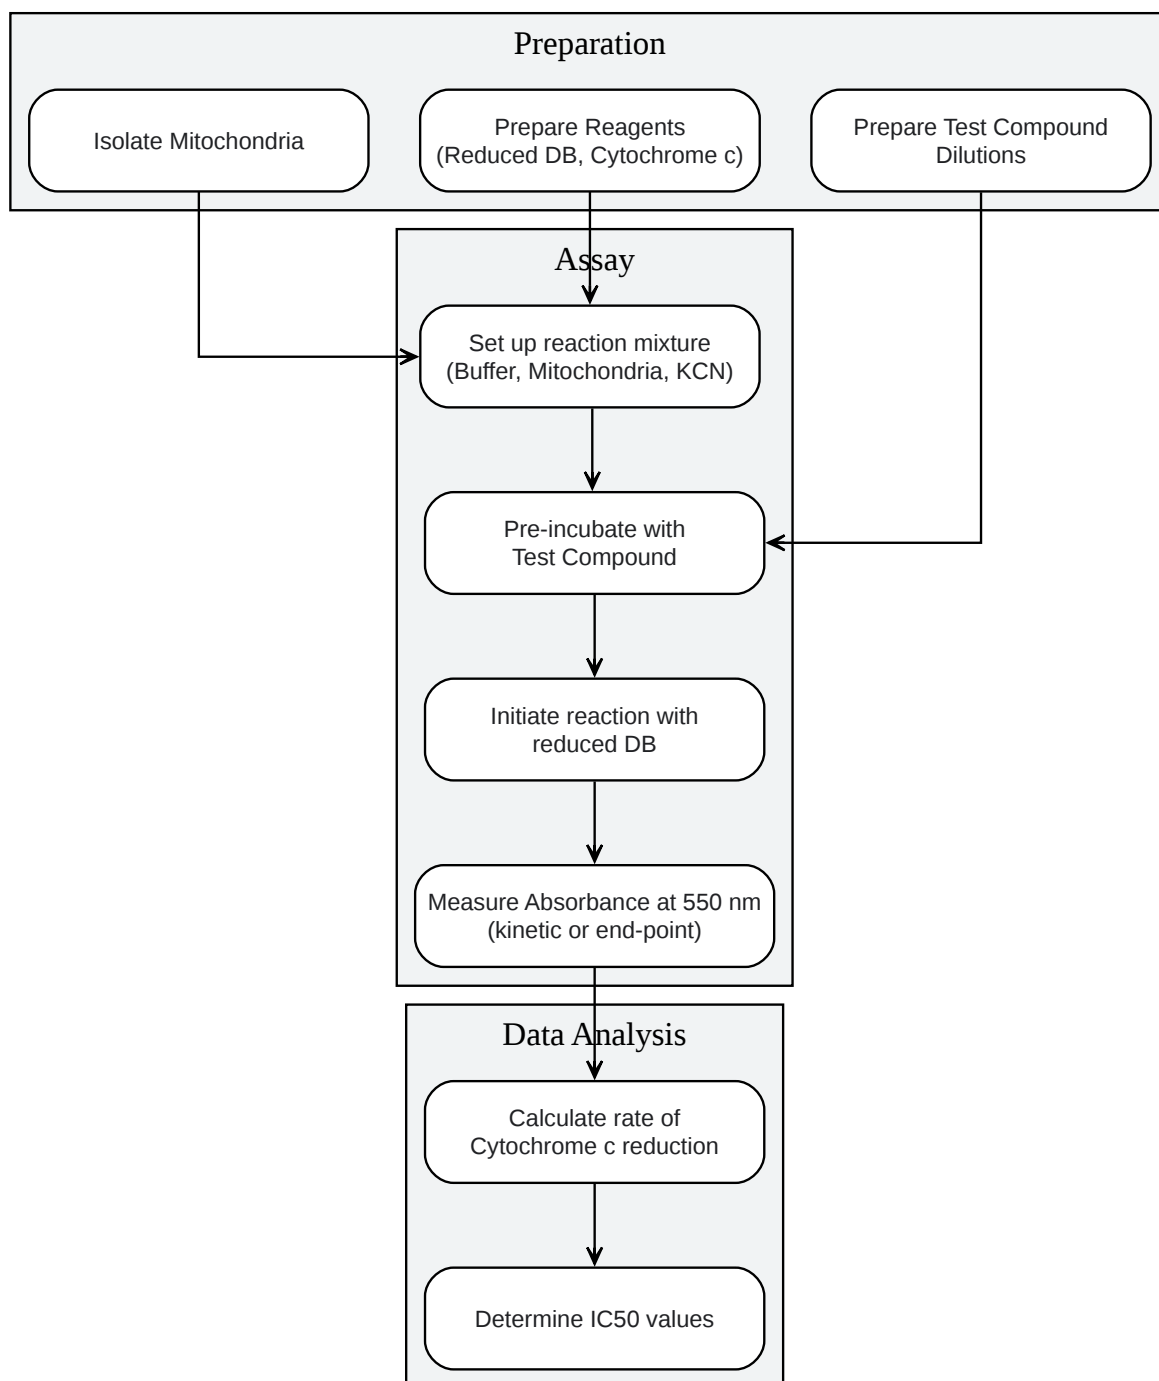 Preparation
Isolate Mitochondria
Prepare Reagents
(Reduced DB, Cytochrome c)
Prepare Test Compound
Dilutions
Assay
Set up reaction mixture
(Buffer, Mitochondria, KCN)
Pre-incubate with
Test Compound
Initiate reaction with
reduced DB
Measure Absorbance at 550 nm
(kinetic or end-point)
Data Analysis
Calculate rate of
Cytochrome c reduction
Determine IC50 values